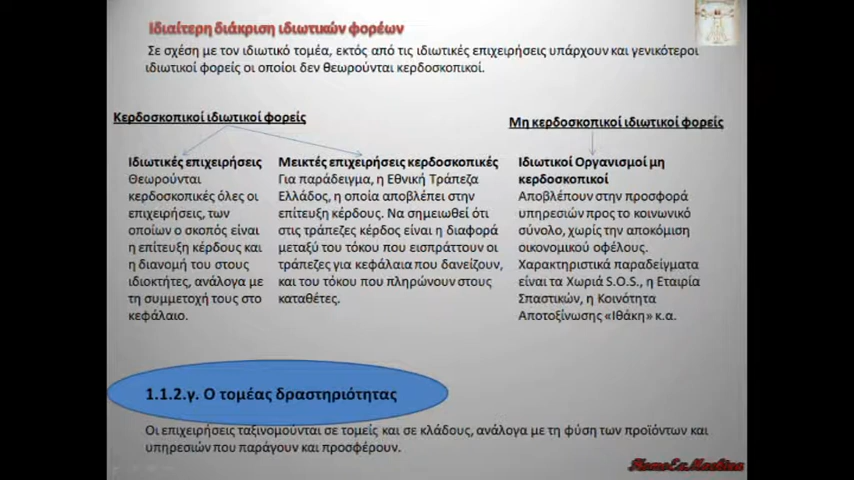 Ιδιαίτερη διάκριση ιδιωτικών φορέων
Σε σχέση με τον ιδιωτικό τομέα, εκτός από τις ιδιωτικές επιχειρήσεις υπάρχουν και γενικότεροι
ιδιωτικοί φορείς οι οποίοι δεν θεωρούνται κερδοσκοπικοί.
Κερδοσκοπικοί ιδιωτικοί φορείς
Ιδιωτικές επιχειρήσεις
Θεωρούνται
κερδοσκοπικές όλες οι
επιχειρήσεις, των
οποίων ο σκοπός είναι
η επίτευξη κέρδους και
η διανομή του στους
ιδιοκτήτες, ανάλογα με
τη συμμετοχή τους στο
κεφάλαιο.
Μεικτές επιχειρήσεις κερδοσκοπικές
Για παράδειγμα, η Εθνική Τράπεζα
Ελλάδος, η οποία αποβλέπει στην
επίτευξη κέρδους. Να σημειωθεί ότι
στις τράπεζες κέρδος είναι η διαφορά
μεταξύ του τόκου που εισπράττουν οι
τράπεζες για κεφάλαια που δανείζουν,
και του τόκου που πληρώνουν στους
καταθέτες.
Μη κερδοσκοπικοί ιδιωτικοί φορείς
Ιδιωτικοί Οργανισμοί μη
κερδοσκοπικοί
Αποβλέπουν στην προσφορά
υπηρεσιών προς το κοινωνικό
σύνολο, χωρίς την αποκόμιση
οικονομικού οφέλους.
Χαρακτηριστικά παραδείγματα
είναι τα Χωριά S.O.S., η Εταιρία
Σπαστικών, η Κοινότητα
Αποτοξίνωσης «Ιθάκη» κ.α.
1.1.2.γ. Ο τομέας δραστηριότητας
Οι επιχειρήσεις ταξινομούνται σε τομείς και σε κλάδους, ανάλογα με τη φύση των προϊόντων και
υπηρεσιών που παράγουν και προσφέρουν.
HomoExMachina